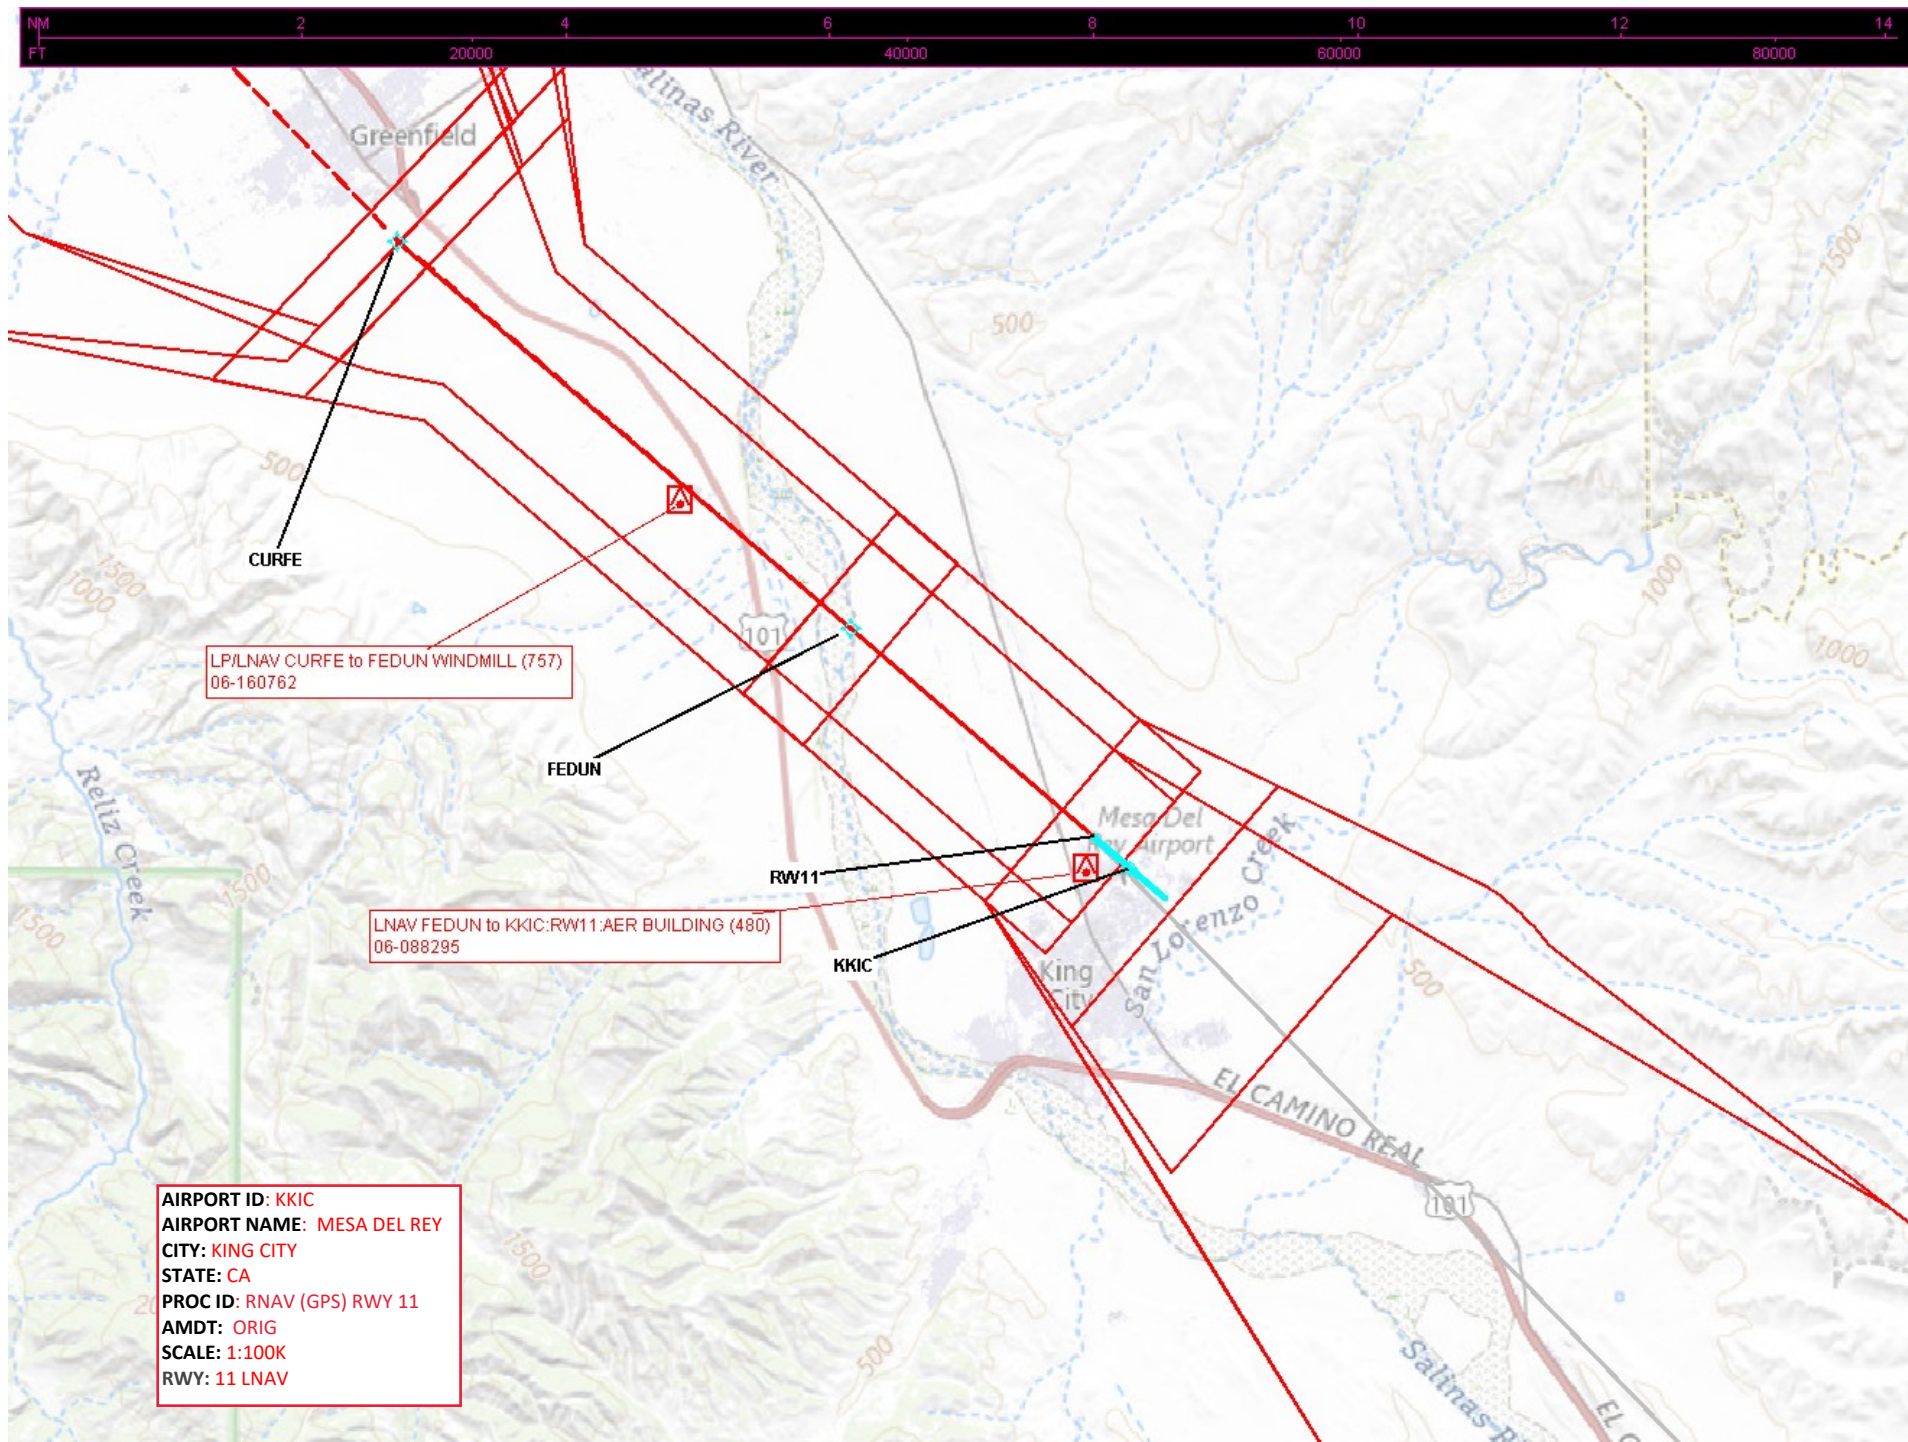 NM 2 4 6 8 10 12 14
FT 20000 40000 60000 80000
Greenfield
Salinas River
500
1500
500
CURFE
1500
1000
1000
1000
101
LP/LNAV CURFE to FEDUN WINDMILL (757)
06-160762
FEDUN
Reliz Creek
Mesa Del
Rey Airport
RW11
1500
1500
LNAV FEDUN to KKIC:RW11:AER BUILDING (480)
06-088295
KKIC
San Lorenzo Creek
King
City
500
EL CAMINO REAL
101
1500
500
Salinas
EL
AIRPORT ID: KKIC
AIRPORT NAME: MESA DEL REY
CITY: KING CITY
STATE: CA
PROC ID: RNAV (GPS) RWY 11
AMDT: ORIG
SCALE: 1:100K
RWY: 11 LNAV